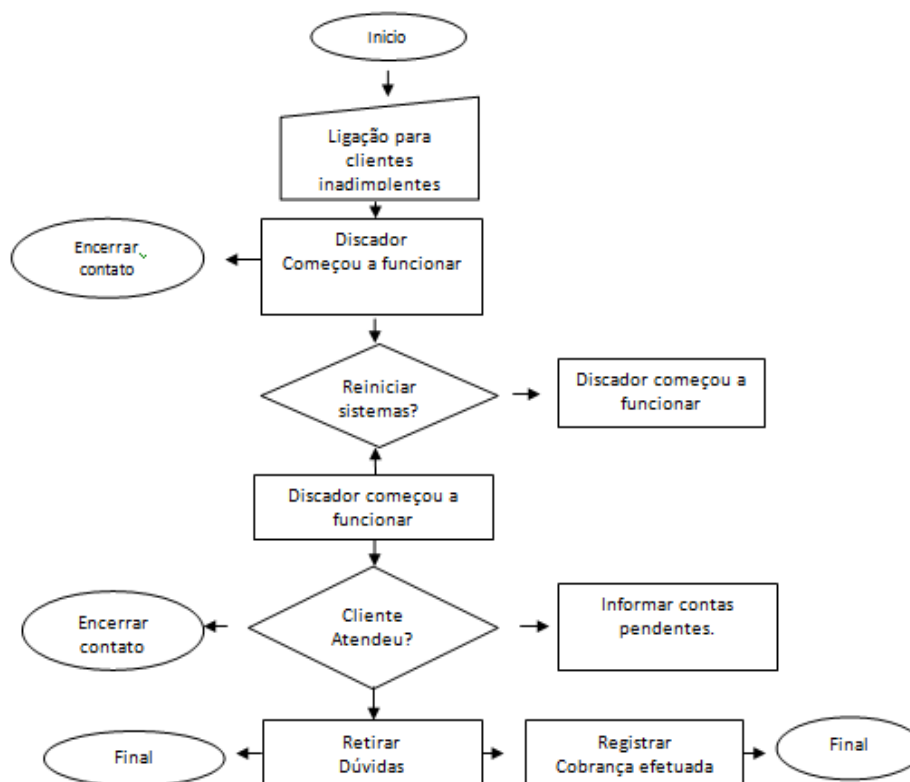 Inicio
Ligação para
clientes
inadimplentes
Encerrar
contato
Discador
Começou a funcionar
Reiniciar
sistemas?
Discador começou a
funcionar
Discador começou a
funcionar
Encerrar
contato
Cliente
Atendeu?
Informar contas
pendentes.
Final
Retirar
Dúvidas
Registrar
Cobrança efetuada
Final